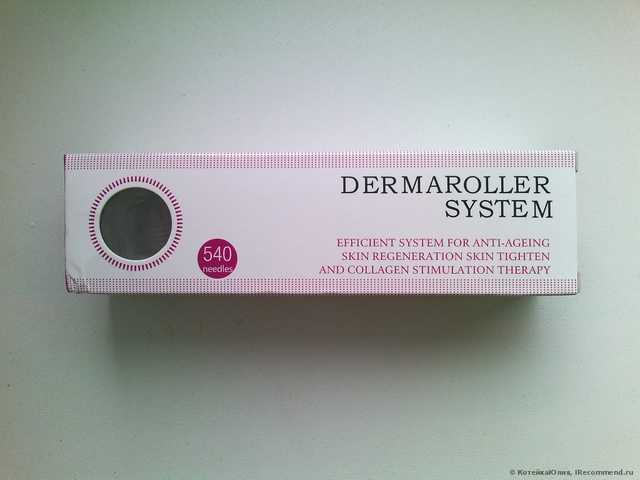 DERMAROLLER
SYSTEM
540
needles
EFFICIENT SYSTEM FOR ANTI-AGEING
SKIN REGENERATION SKIN TIGHTEN
AND COLLAGEN STIMULATION THERAPY
© КотейкаЮлия, IRecommend.ru